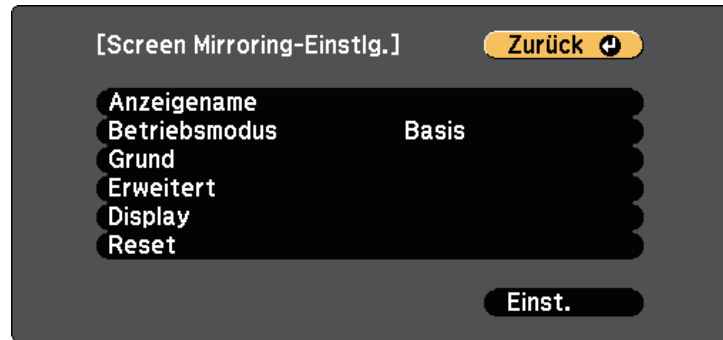 [Screen Mirroring-Einstlg.] Zurück
Anzeigename
Betriebsmodus Basis
Grund
Erweitert
Display
Reset
Einst.